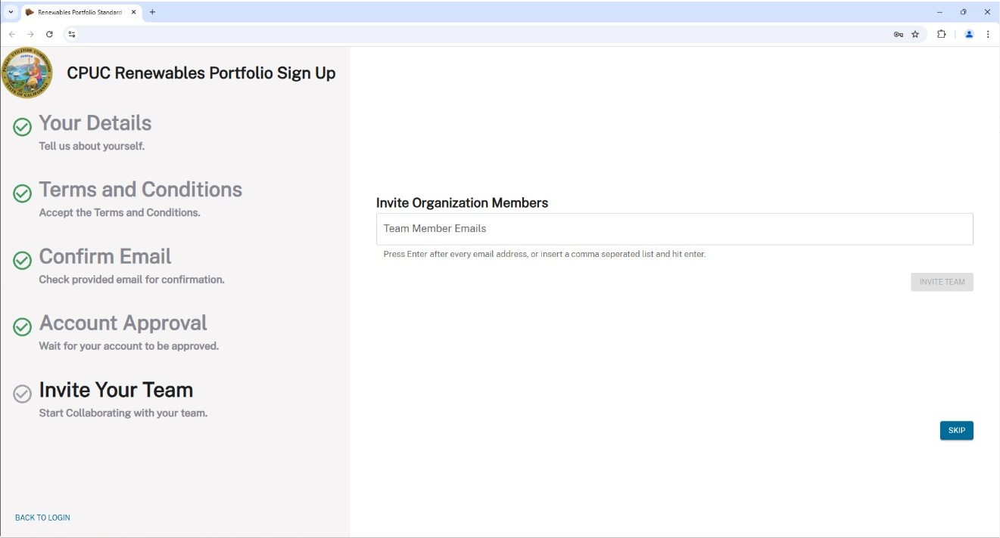 Renewables Portfolio Standard
CPUC Renewables Portfolio Sign Up
Your Details
Tell us about yourself.
Terms and Conditions
Accept the Terms and Conditions.
Confirm Email
Check provided email for confirmation.
Account Approval
Wait for your account to be approved.
Invite Your Team
Start Collaborating with your team.
BACK TO LOGIN
Invite Organization Members
Team Member Emails
Press Enter after every email address, or insert a comma seperated list and hit enter.
INVITE TEAM
SKIP